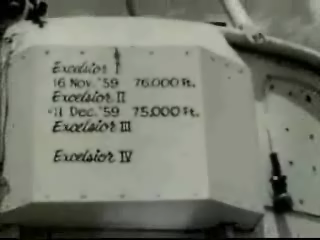 Excelsior I
16 Nov. '59 76,000 Ft.
Excelsior II
11 Dec. '59 75,000 Ft.
Excelsior III
Excelsior IV